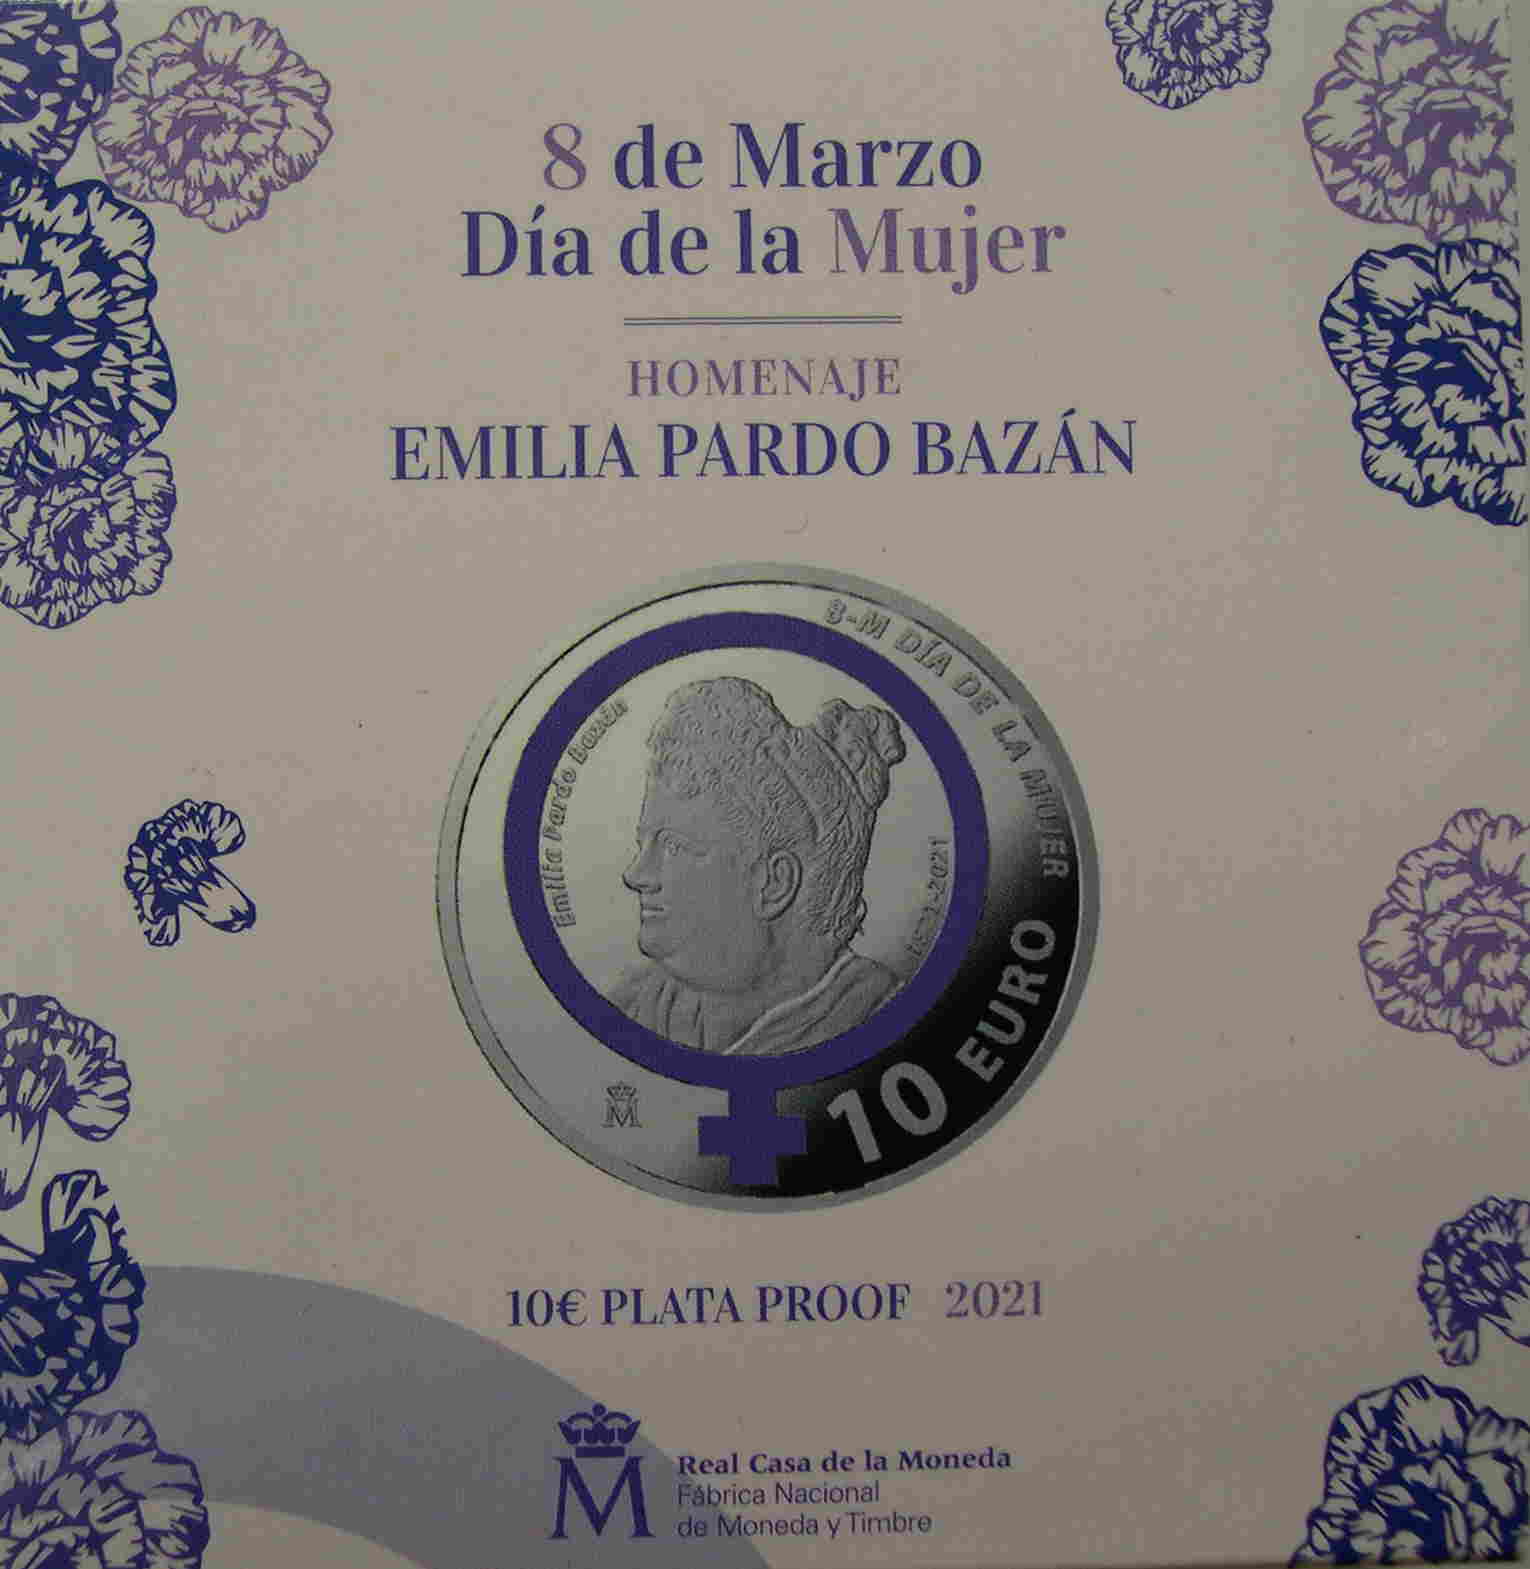 8 de Marzo
Día de la Mujer
HOMENAJE
EMILIA PARDO BAZÁN
8-M DÍA DE LA MUJER
Emilia Pardo Bazán
-2021
10 EURO
M
10€ PLATA PROOF 2021
M
Real Casa de la Moneda
Fábrica Nacional
de Moneda y Timbre